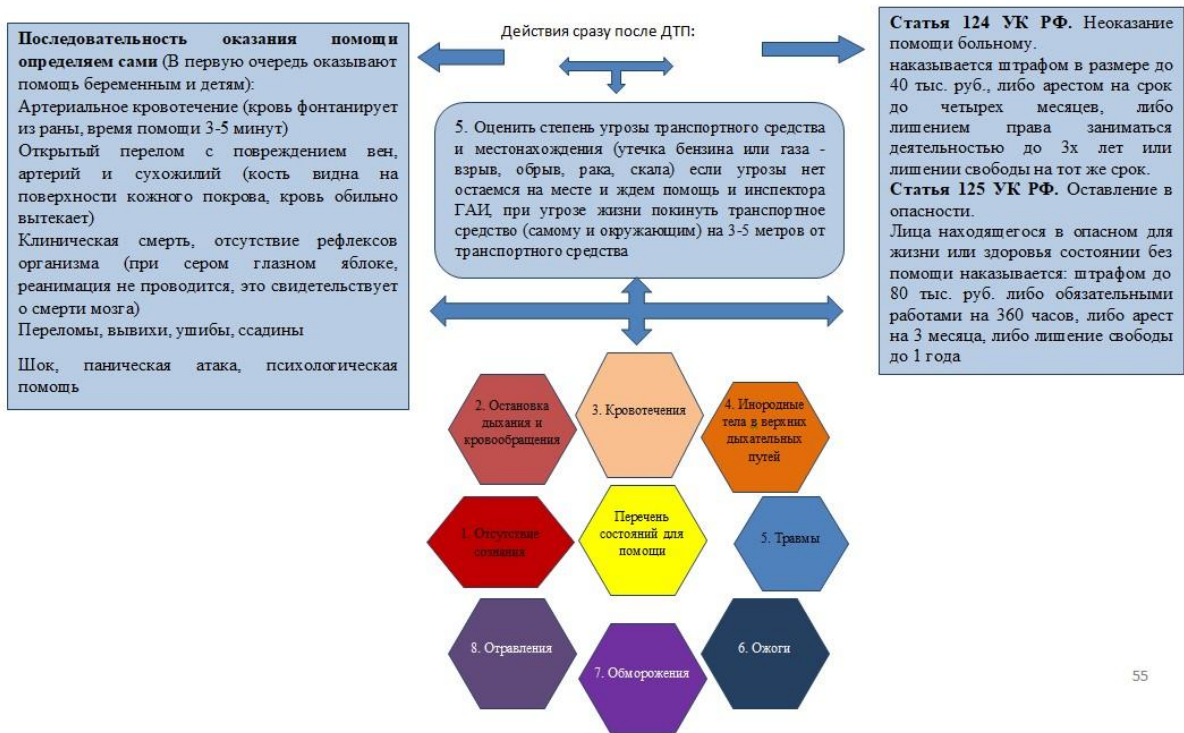 Действия сразу после ДТП:
Последовательность оказания помощи
определяем сами (В первую очередь оказывают
помощь беременным и детям):
Артериальное кровотечение (кровь фонтанирует
из раны, время помощи 3-5 минут)
Открытый перелом с повреждением вен,
артерий и сухожилий (кость видна на
поверхности кожного покрова, кровь обильно
вытекает)
Клиническая смерть, отсутствие рефлексов
организма (при сером глазном яблоке,
реанимация не проводится, это свидетельствует
о смерти мозга)
Переломы, вывихи, ушибы, ссадины
Шок, паническая атака, психологическая
помощь
5. Оценить степень угрозы транспортного средства
и местонахождения (утечка бензина или газа -
взрыв, обрыв, рака, скала) если угрозы нет
остаемся на месте и ждем помощь и инспектора
ГАИ, при угрозе жизни покинуть транспортное
средство (самому и окружающим) на 3-5 метров от
транспортного средства
Статья 124 УК РФ. Неоказание
помощи больному.
наказывается штрафом в размере до
40 тыс. руб., либо арестом на срок
до четырех месяцев, либо
лишением права заниматься
деятельностью до 3х лет или
лишении свободы на тот же срок.
Статья 125 УК РФ. Оставление в
опасности.
Лица находящегося в опасном для
жизни или здоровья состоянии без
помощи наказывается: штрафом до
80 тыс. руб. либо обязательными
работами на 360 часов, либо арест
на 3 месяца, либо лишение свободы
до 1 года
2. Остановка
дыхания и
кровообращения
3. Кровотечения
4. Инородные
тела в верхних
дыхательных
путей
1. Отсутствие
сознания
Перечень
состояний для
помощи
5. Травмы
8. Отравления
7. Обморожения
6. Ожоги
55